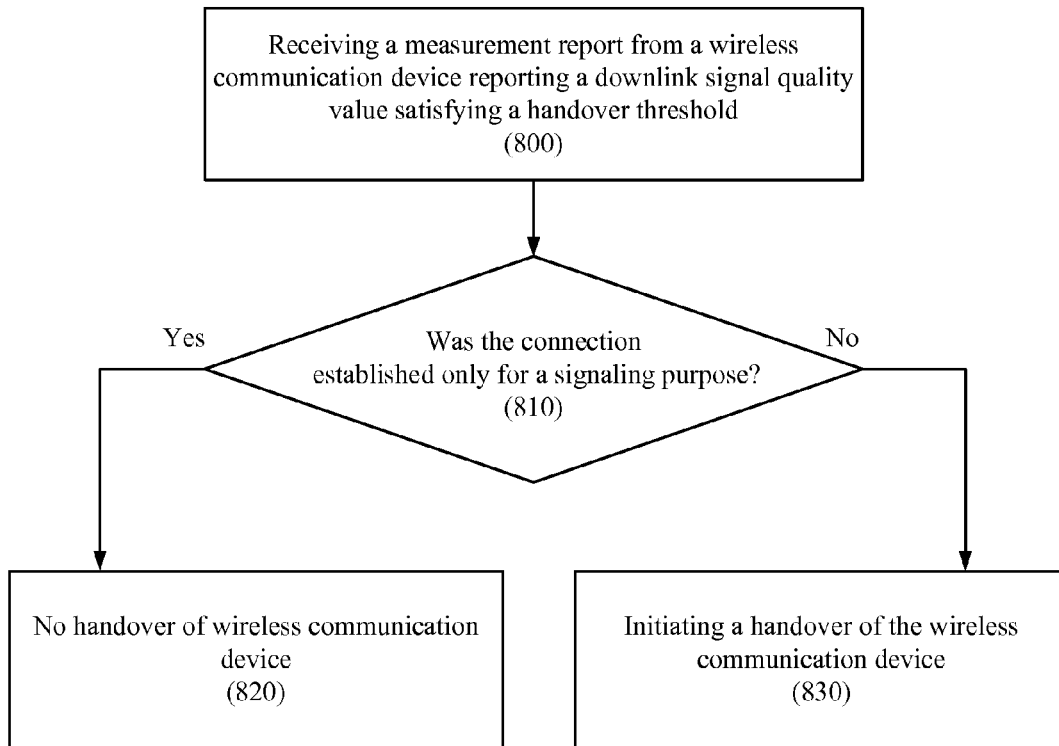 Receiving a measurement report from a wireless
communication device reporting a downlink signal quality
value satisfying a handover threshold
(800)
Yes
No
Was the connection
established only for a signaling purpose?
(810)
No handover of wireless communication
device
(820)
Initiating a handover of the wireless
communication device
(830)